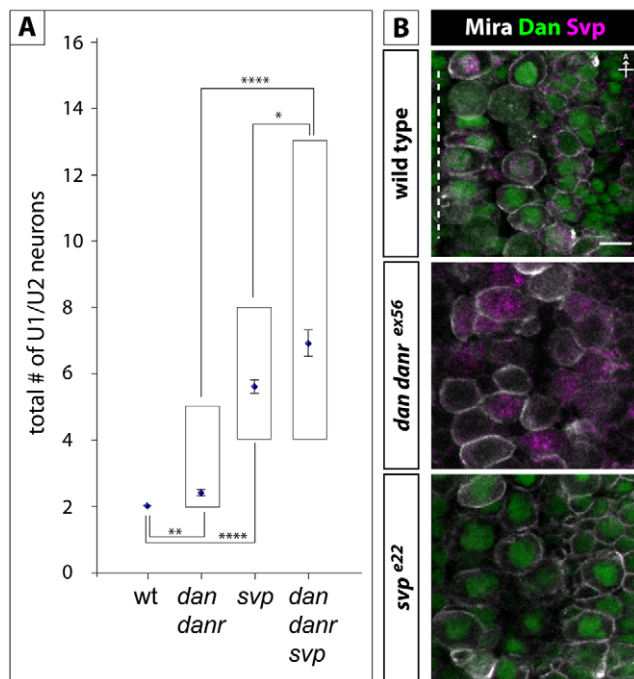 A
total # of U1/U2 neurons
16
14
12
10
8
6
4
2
0
****
*
**
****
wt
dan
danr
svp
dan
danr
svp
B
Mira Dan Svp
wild type
A
dan danr ex56
svp e22